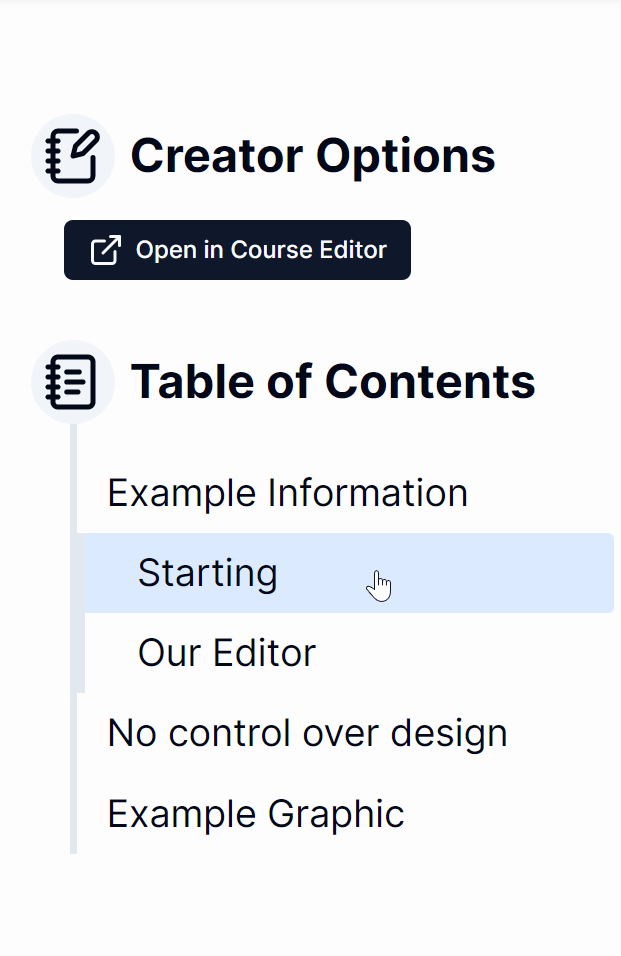 Creator Options
Open in Course Editor
Table of Contents
Example Information
Starting
Our Editor
No control over design
Example Graphic